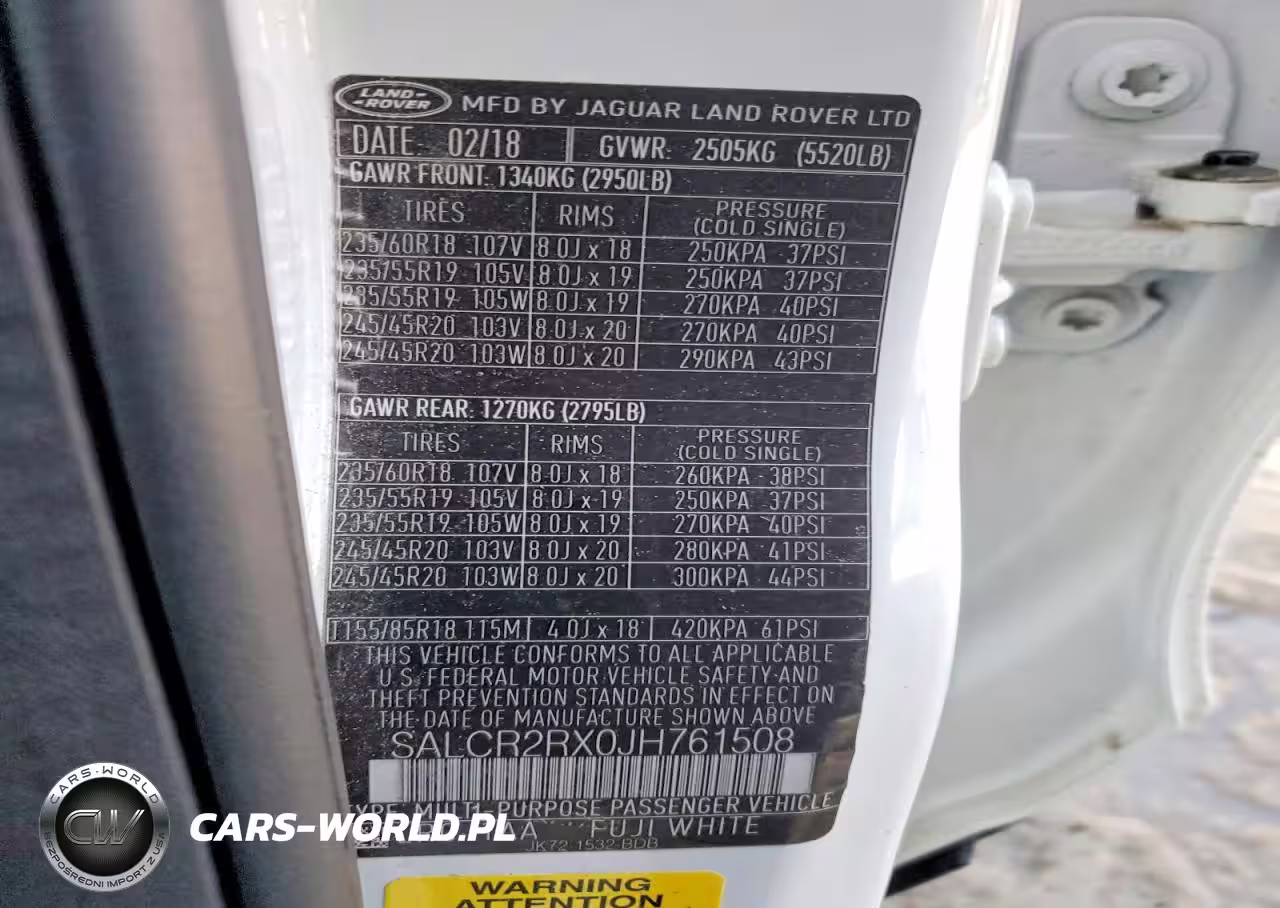 LAND-ROVER MFD BY JAGUAR LAND ROVER LTD
DATE: 02/18 GVWR: 2505KG (5520LB)
GAWR FRONT: 1340KG (2950LB)
TIRES RIMS PRESSURE (COLD SINGLE)
235/60R18 107V 8.0J x 18 250KPA 37PSI
235/55R19 105V 8.0J x 19 250KPA 37PSI
235/55R19 105W 8.0J x 19 270KPA 40PSI
245/45R20 103V 8.0J x 20 270KPA 40PSI
245/45R20 103W 8.0J x 20 290KPA 43PSI
GAWR REAR: 1270KG (2795LB)
TIRES RIMS PRESSURE (COLD SINGLE)
235/60R18 107V 8.0J x 18 260KPA 38PSI
235/55R19 105V 8.0J x 19 250KPA 37PSI
235/55R19 105W 8.0J x 19 270KPA 40PSI
245/45R20 103V 8.0J x 20 280KPA 41PSI
245/45R20 103W 8.0J x 20 300KPA 44PSI
T155/85R18 115M 4.0J x 18 420KPA 61PSI
THIS VEHICLE CONFORMS TO ALL APPLICABLE
U.S. FEDERAL MOTOR VEHICLE SAFETY AND
THEFT PREVENTION STANDARDS IN EFFECT ON
THE DATE OF MANUFACTURE SHOWN ABOVE
SALCR2RX0JH761508
TYPE MULTI-PURPOSE PASSENGER VEHICLE
FUJI WHITE
JK72 1532-BDB
WARNING
ATTENTION
CARS-WORLD
CW
BEZPOŚREDNI IMPORT Z USA
CARS-WORLD.PL